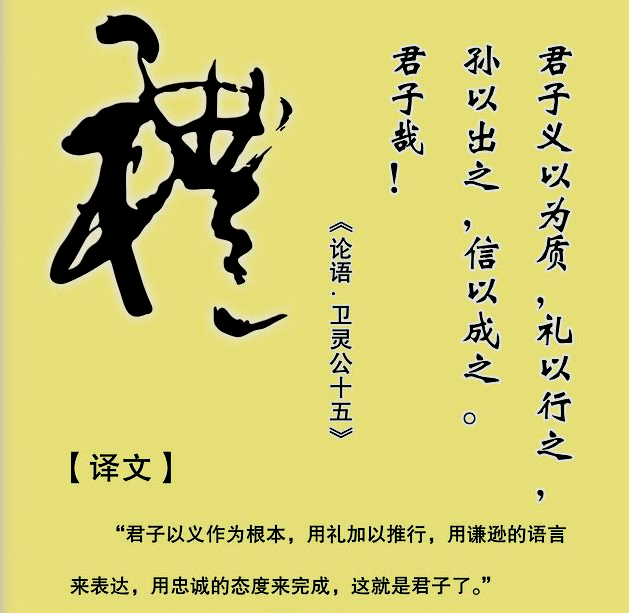 禮
君子义以为质，礼以行之，
孙以出之，信以成之。
君子哉！
《论语·卫灵公十五》
【译文】
“君子以义作为根本，用礼加以推行，用谦逊的语言
来表达，用忠诚的态度来完成，这就是君子了。”